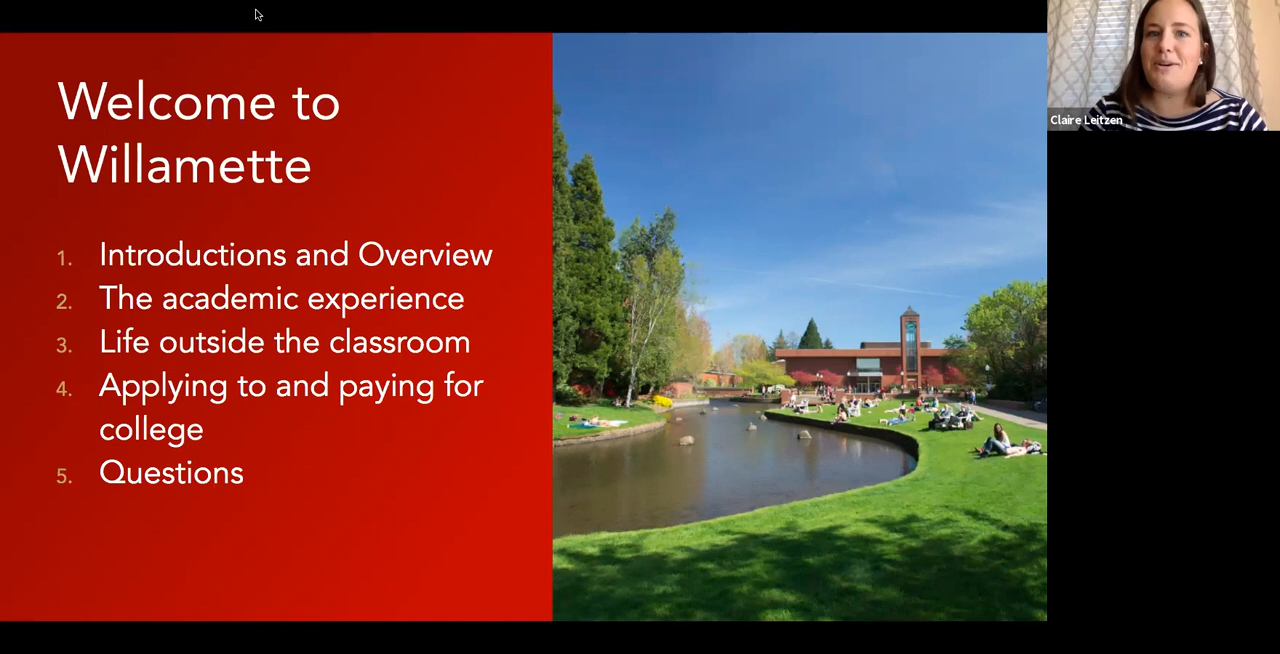 Welcome to
Willamette
1. Introductions and Overview
2. The academic experience
3. Life outside the classroom
4. Applying to and paying for
college
5. Questions
Claire Leitzen